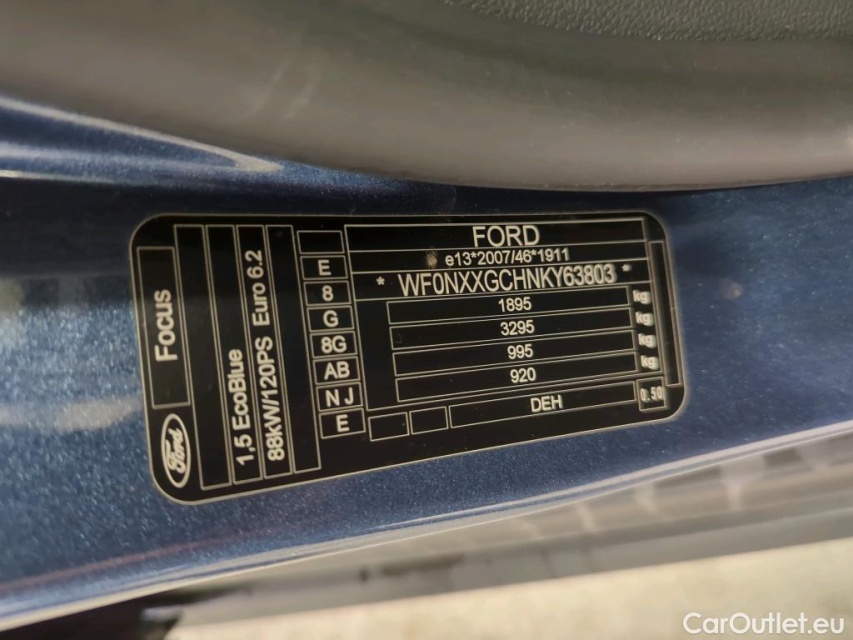 FORD
e13*2007/46*1911
* WF0NXXGCHNKY63803 *
1895 kg
3295 kg
995 kg
920 kg
DEH
0.50
E
8
G
8G
AB
NJ
E
Focus
Ford
1,5 EcoBlue
88kW/120PS Euro 6.2
CarOutlet.eu